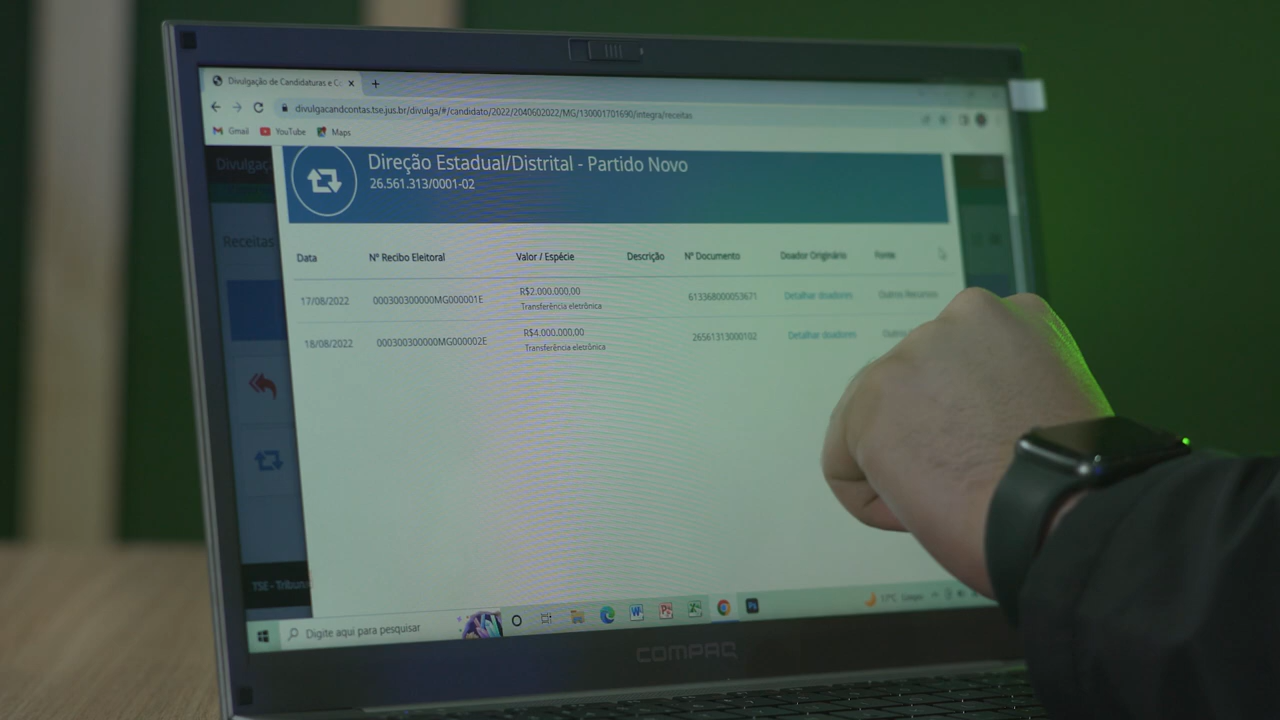 Divulgação de Candidaturas e Co
divulgacandcontas.tse.jus.br/divulga/#/candidato/2022/2040602022/MG/130001701690/integra/receitas
Gmail YouTube Maps
Divulgaç
Direção Estadual/Distrital - Partido Novo
26.561.313/0001-02
Receitas
Data Nº Recibo Eleitoral Valor / Espécie Descrição Nº Documento Doador Originário Fonte
17/08/2022 000300300000MG000001E R$2.000.000,00 613368000053671 Detalhar doadores Outros Recursos
Transferência eletrônica
18/08/2022 000300300000MG000002E R$4.000.000,00 26561313000102 Detalhar doadores Outros
Transferência eletrônica
TSE - Tribun
Digite aqui para pesquisar
17°C Limpo
COMPAQ